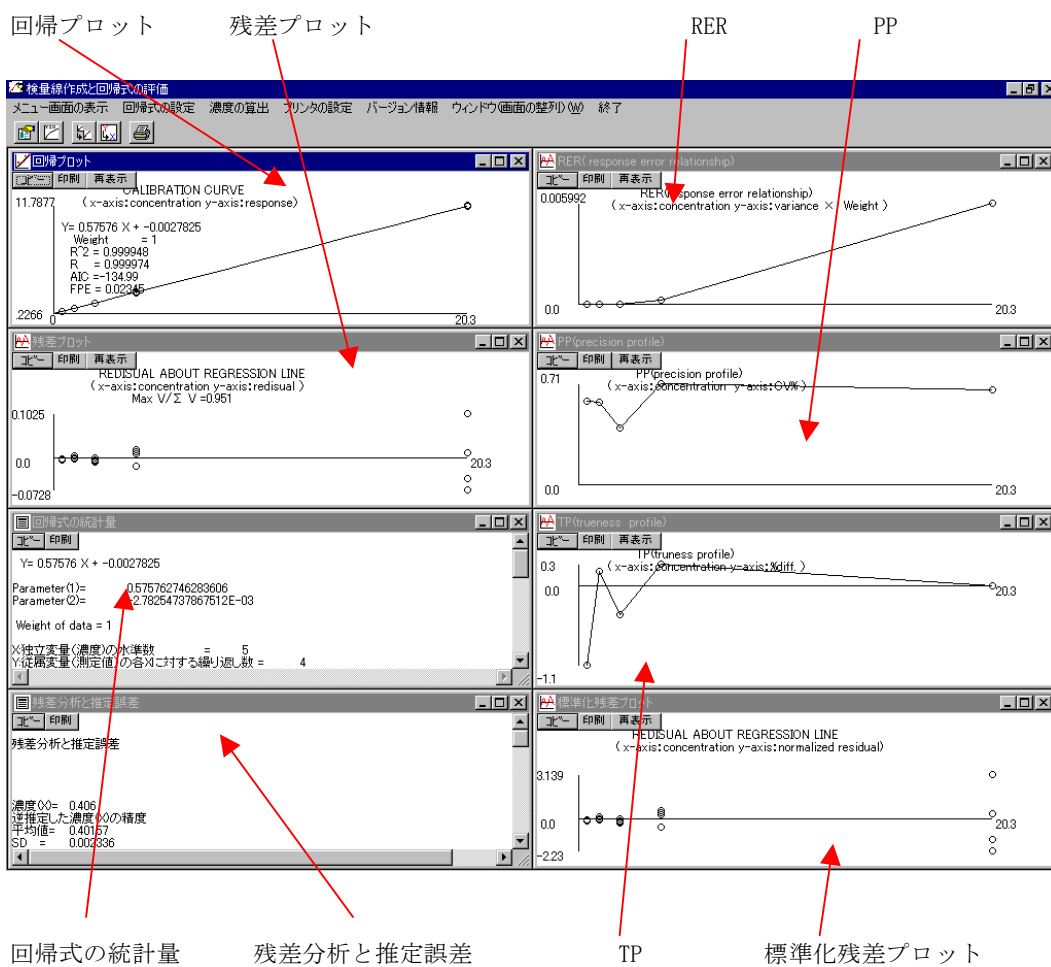 回帰プロット 残差プロット RER PP
検量線作成と回帰式の評価
メニュー画面の表示 回帰式の設定 濃度の算出 プリンタの設定 バージョン情報 ウィンドウ(画面の整列)(W) 終了
回帰プロット
コピー 印刷 再表示
CALIBRATION CURVE
( x-axis:concentration y-axis:response)
11.7877
Y= 0.57576 X + -0.0027825
Weight = 1
R^2 = 0.999948
R = 0.999974
AIC =-134.99
FPE = 0.02345
.2266
0
20.3
RER( response error relationship)
コピー 印刷 再表示
RER(response error relationship)
( x-axis:concentration y-axis:variance × Weight )
0.005992
0.0
20.3
残差プロット
コピー 印刷 再表示
REDISUAL ABOUT REGRESSION LINE
( x-axis:concentration y-axis:redisual )
Max V/Σ V =0.951
0.1025
0.0
20.3
-0.0728
PP(precision profile)
コピー 印刷 再表示
PP(precision profile)
( x-axis:concentration y-axis:CV% )
0.71
0.0
20.3
回帰式の統計量
コピー 印刷
Y= 0.57576 X + -0.0027825
Parameter(1)= 0.575762746283606
Parameter(2)= -2.78254737867512E-03
Weight of data = 1
X:独立変量(濃度)の水準数 = 5
Y:従属変量(測定値)の各Xに対する繰り返し数 = 4
TP(trueness profile)
コピー 印刷 再表示
TP(truness profile)
( x-axis:concentration y-axis:%diff. )
0.3
0.0
20.3
-1.1
残差分析と推定誤差
コピー 印刷
残差分析と推定誤差
濃度(X)= 0.406
逆推定した濃度(X)の精度
平均値= 0.40157
SD = 0.002336
標準化残差プロット
コピー 印刷 再表示
REDISUAL ABOUT REGRESSION LINE
( x-axis:concentration y-axis:normalized residual)
3.139
0.0
20.3
-2.23
回帰式の統計量 残差分析と推定誤差 TP 標準化残差プロット